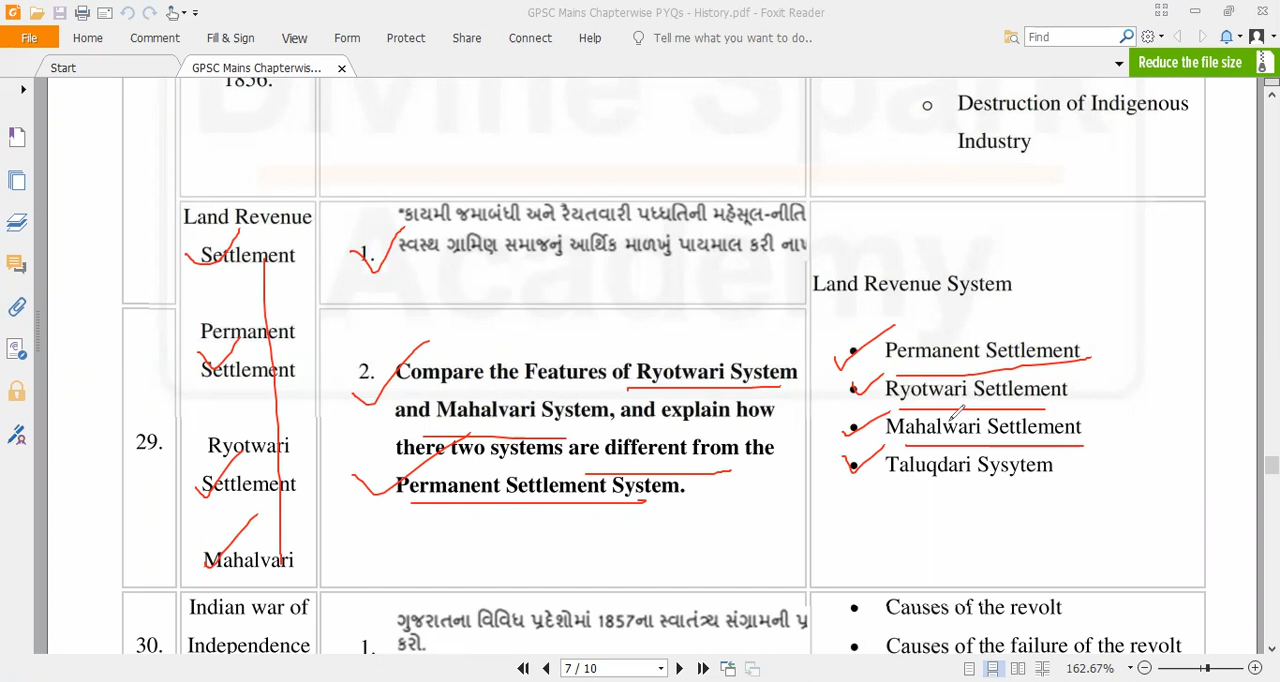 GPSC Mains Chapterwise PYQs - History.pdf - Foxit Reader
File Home Comment Fill & Sign View Form Protect Share Connect Help Tell me what you want to do.. Find
Start GPSC Mains Chapterwis... Reduce the file size
1856.
Destruction of Indigenous
Industry
Divine Spark
Academy
29.
Land Revenue
Settlement
Permanent
Settlement
Ryotwari
Settlement
Mahalvari
1. "કાયમી જમાબંધી અને રૈયતવારી પધ્ધતિની મહેસૂલ-નીતિ
સ્વસ્થ ગ્રામિણ સમાજનું આર્થિક માળખું પાયમાલ કરી
2. Compare the Features of Ryotwari System
and Mahalvari System, and explain how
there two systems are different from the
Permanent Settlement System.
Land Revenue System
Permanent Settlement
Ryotwari Settlement
Mahalwari Settlement
Taluqdari Sysytem
30.
Indian war of
Independence
1. ગુજરાતના વિવિધ પ્રદેશોમાં 1857ના સ્વાતંત્ર્ય સંગ્રામની
કરો.
Causes of the revolt
Causes of the failure of the revolt
7 / 10
162.67%